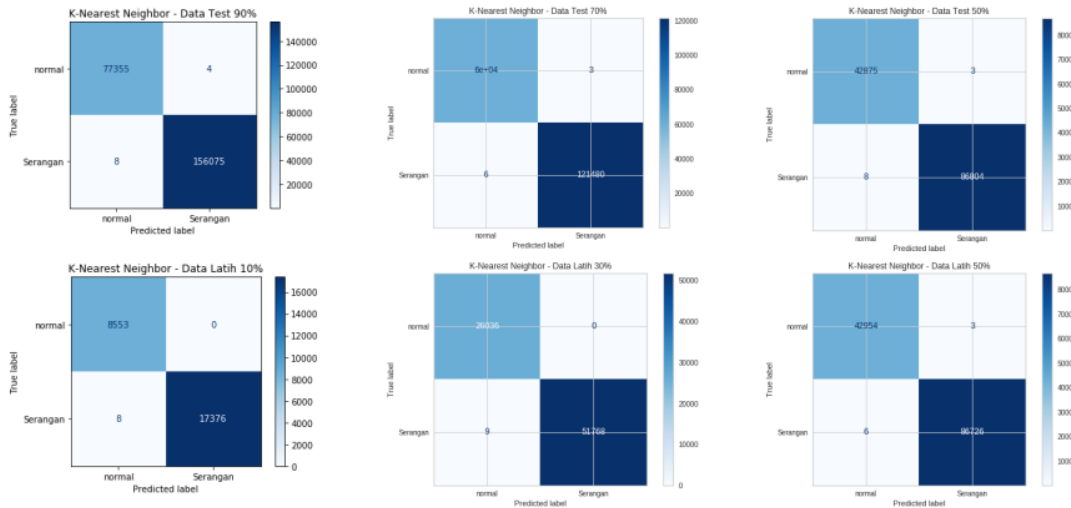 K-Nearest Neighbor - Data Test 90%
True label
normal
77355
4
Serangan
8
156075
normal
Serangan
Predicted label
140000
120000
100000
80000
60000
40000
20000
K-Nearest Neighbor - Data Test 70%
True label
normal
6e+04
3
Serangan
6
121480
normal
Serangan
Predicted label
120000
100000
80000
60000
40000
20000
K-Nearest Neighbor - Data Test 50%
True label
normal
42875
3
Serangan
8
86804
normal
Serangan
Predicted label
K-Nearest Neighbor - Data Latih 10%
True label
normal
8553
0
Serangan
8
17376
normal
Serangan
Predicted label
16000
14000
12000
10000
8000
6000
4000
2000
0
K-Nearest Neighbor - Data Latih 30%
True label
normal
26036
0
Serangan
9
51768
normal
Serangan
Predicted label
50000
40000
30000
20000
10000
0
K-Nearest Neighbor - Data Latih 50%
True label
normal
42954
3
Serangan
6
86726
normal
Serangan
Predicted label